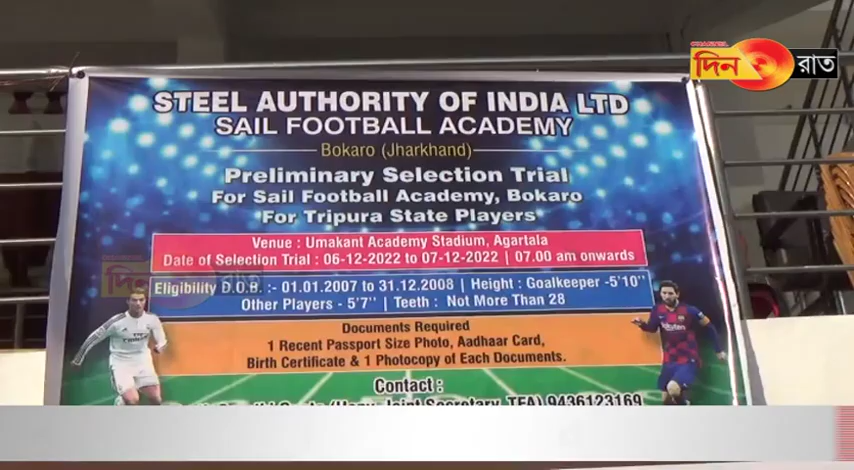 CHANNEL
দিন রাত
STEEL AUTHORITY OF INDIA LTD
SAIL FOOTBALL ACADEMY
Bokaro (Jharkhand)
Preliminary Selection Trial
For Sail Football Academy, Bokaro
For Tripura State Players
Venue : Umakant Academy Stadium, Agartala
Date of Selection Trial : 06-12-2022 to 07-12-2022 | 07.00 am onwards
দিন রাত
Eligibility D.O.B. :- 01.01.2007 to 31.12.2008 | Height : Goalkeeper -5'10''
Other Players - 5'7'' | Teeth : Not More Than 28
Documents Required
1 Recent Passport Size Photo, Aadhaar Card,
Birth Certificate & 1 Photocopy of Each Documents.
Contact :
Joint Secretary, TFA) 9436123169